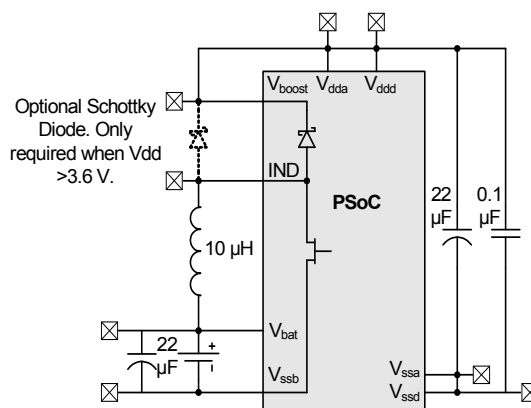 Vboost
Vdda
Vddd
Optional Schottky
Diode. Only
required when Vdd
>3.6 V.
IND
PSoC
22
µF
0.1
µF
10 µH
Vbat
22
µF
+
Vssb
Vssa
Vssd